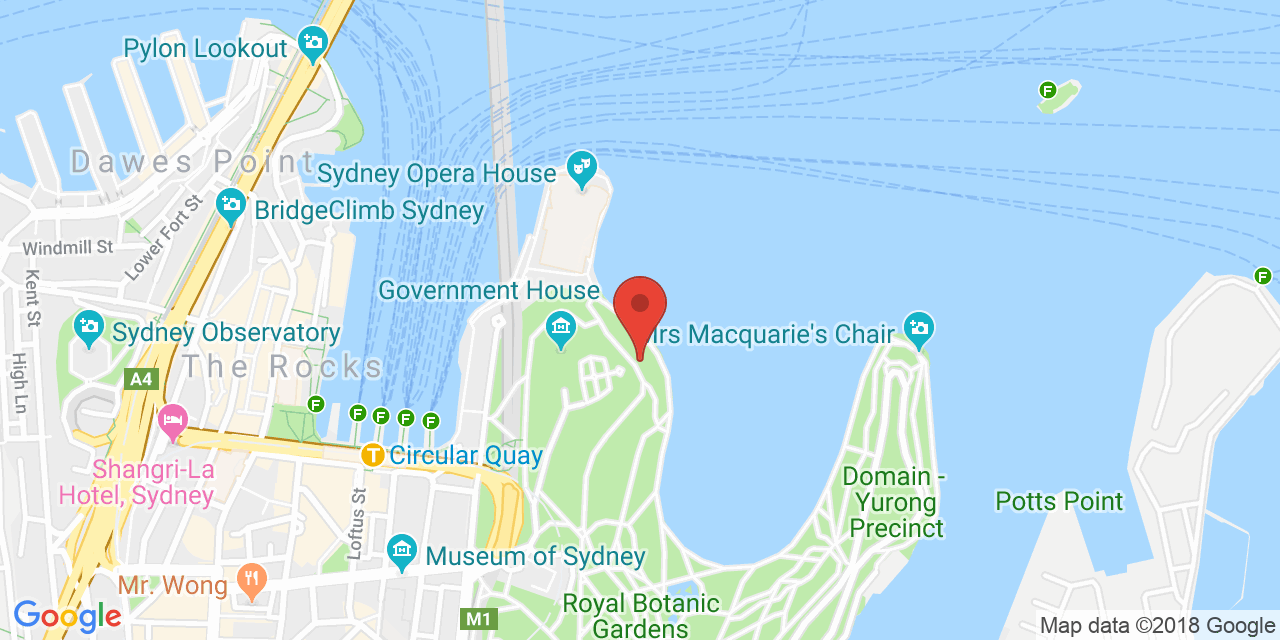 Pylon Lookout
F
Dawes Point
Sydney Opera House
BridgeClimb Sydney
Lower Fort St
Windmill St
Kent St
F
Government House
Sydney Observatory
Mrs Macquarie's Chair
The Rocks
A4
High Ln
F
F
F
F
F
T
Circular Quay
Shangri-La
Hotel, Sydney
Domain -
Yurong
Precinct
Potts Point
Loftus St
Museum of Sydney
Mr. Wong
Royal Botanic
Gardens
M1
Google
Map data ©2018 Google